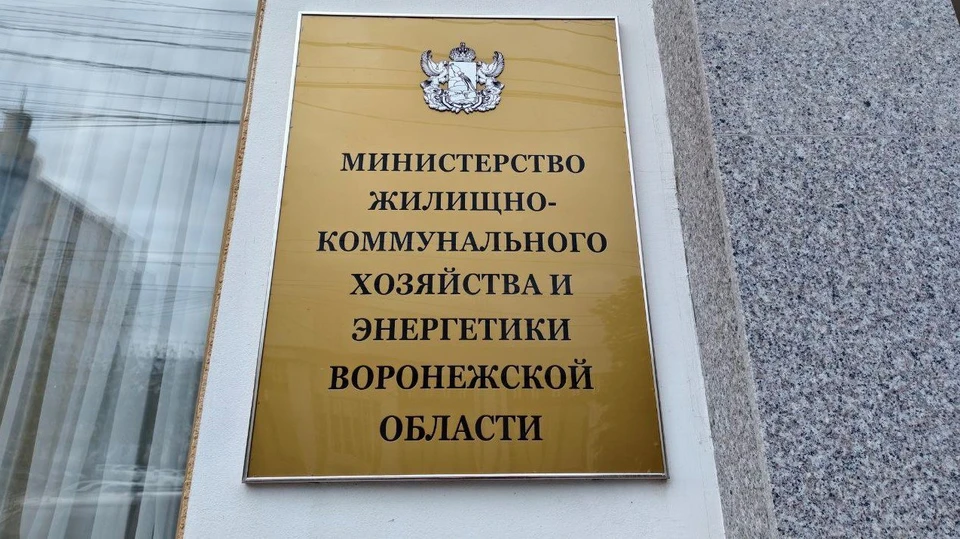 МИНИСТЕРСТВО
ЖИЛИЩНО-
КОММУНАЛЬНОГО
ХОЗЯЙСТВА И
ЭНЕРГЕТИКИ
ВОРОНЕЖСКОЙ
ОБЛАСТИ